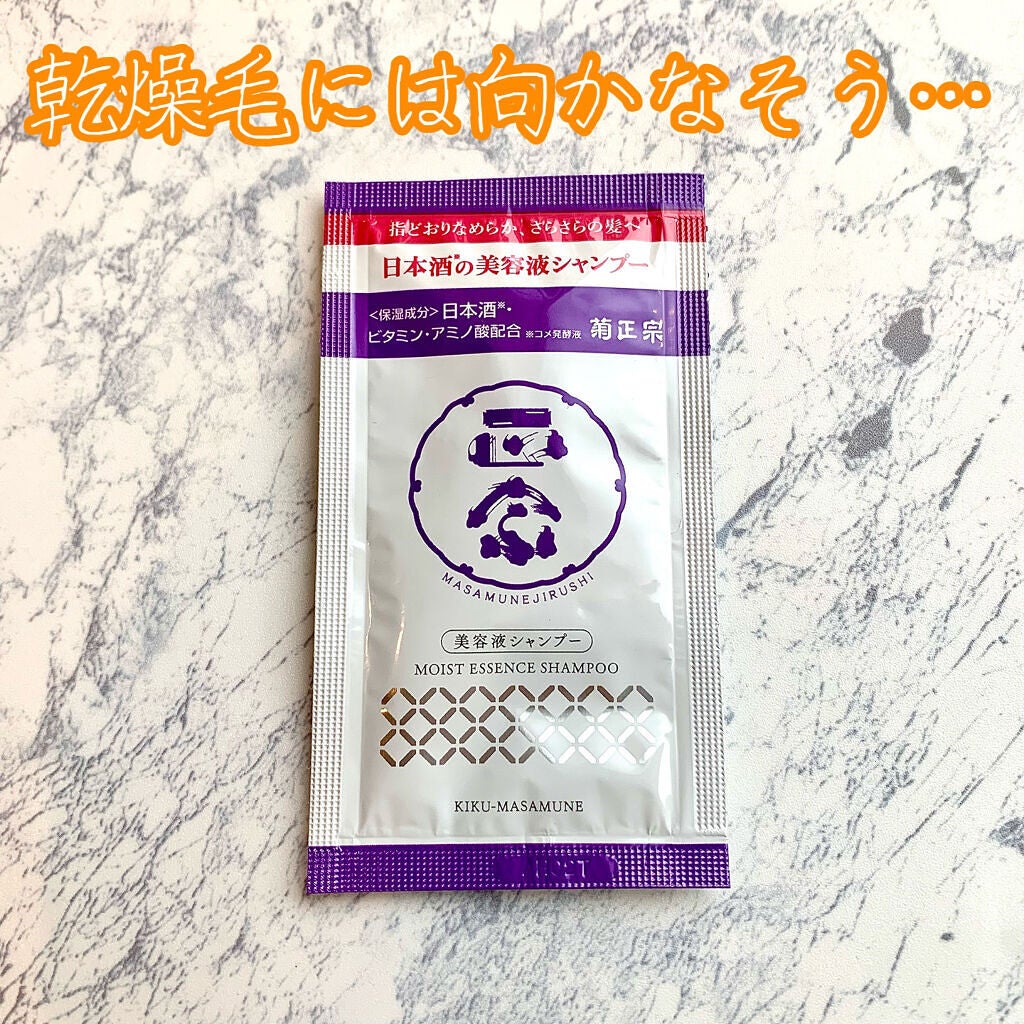 乾燥毛には向かなそう…
指どおりなめらか、さらさらの髪へ
日本酒※の美容液シャンプー
<保湿成分>日本酒※・
ビタミン・アミノ酸配合 ※コメ発酵液 菊正宗
正宗
MASAMUNEJIRUSHI
美容液シャンプー
MOIST ESSENCE SHAMPOO
KIKU-MASAMUNE